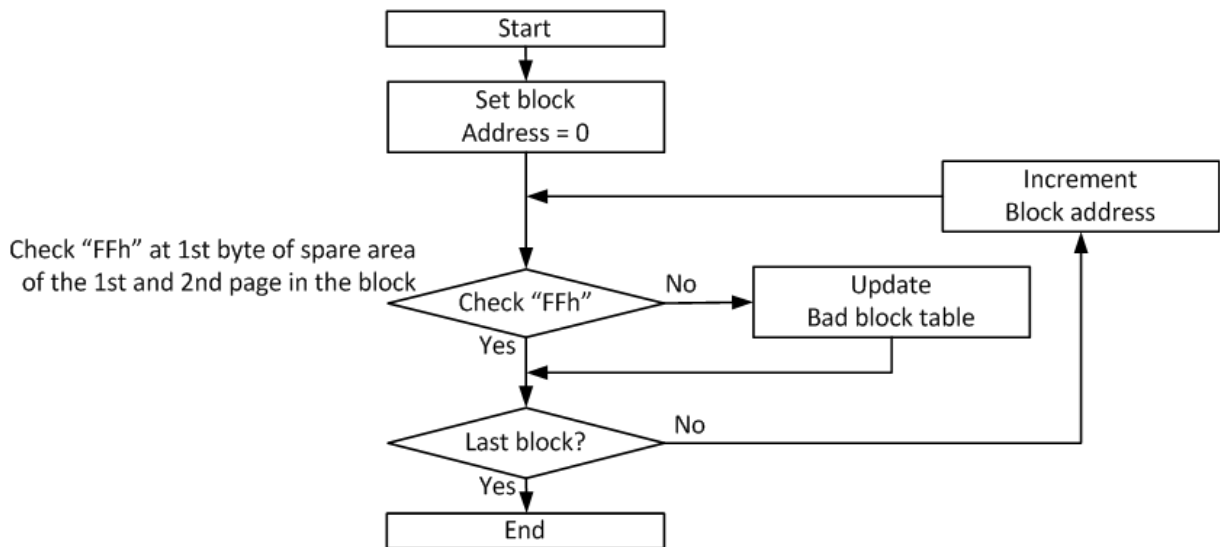 Start
Set block
Address = 0
Increment
Block address
Check “FFh” at 1st byte of spare area
of the 1st and 2nd page in the block
Check “FFh”
No
Update
Bad block table
Yes
Last block?
No
Yes
End